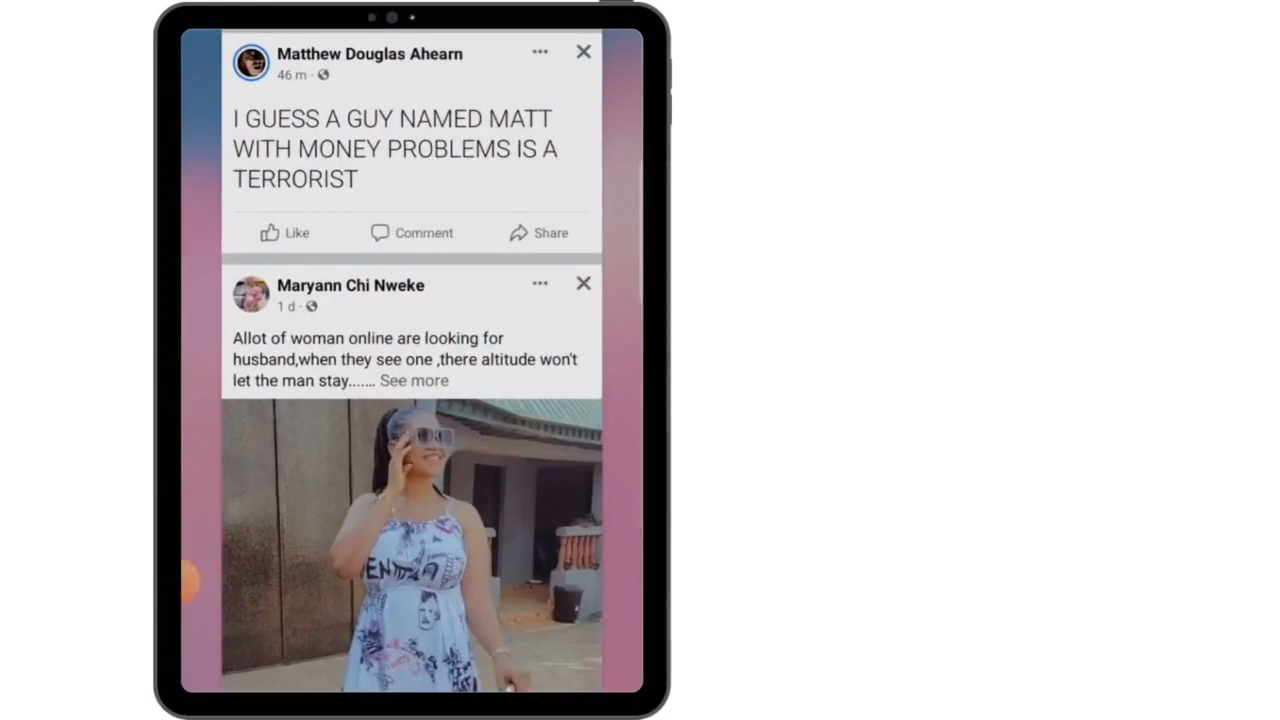 Matthew Douglas Ahearn
46 m ·
I GUESS A GUY NAMED MATT
WITH MONEY PROBLEMS IS A
TERRORIST
Like Comment Share
Maryann Chi Nweke
1 d ·
Allot of woman online are looking for
husband,when they see one ,there altitude won't
let the man stay....... See more